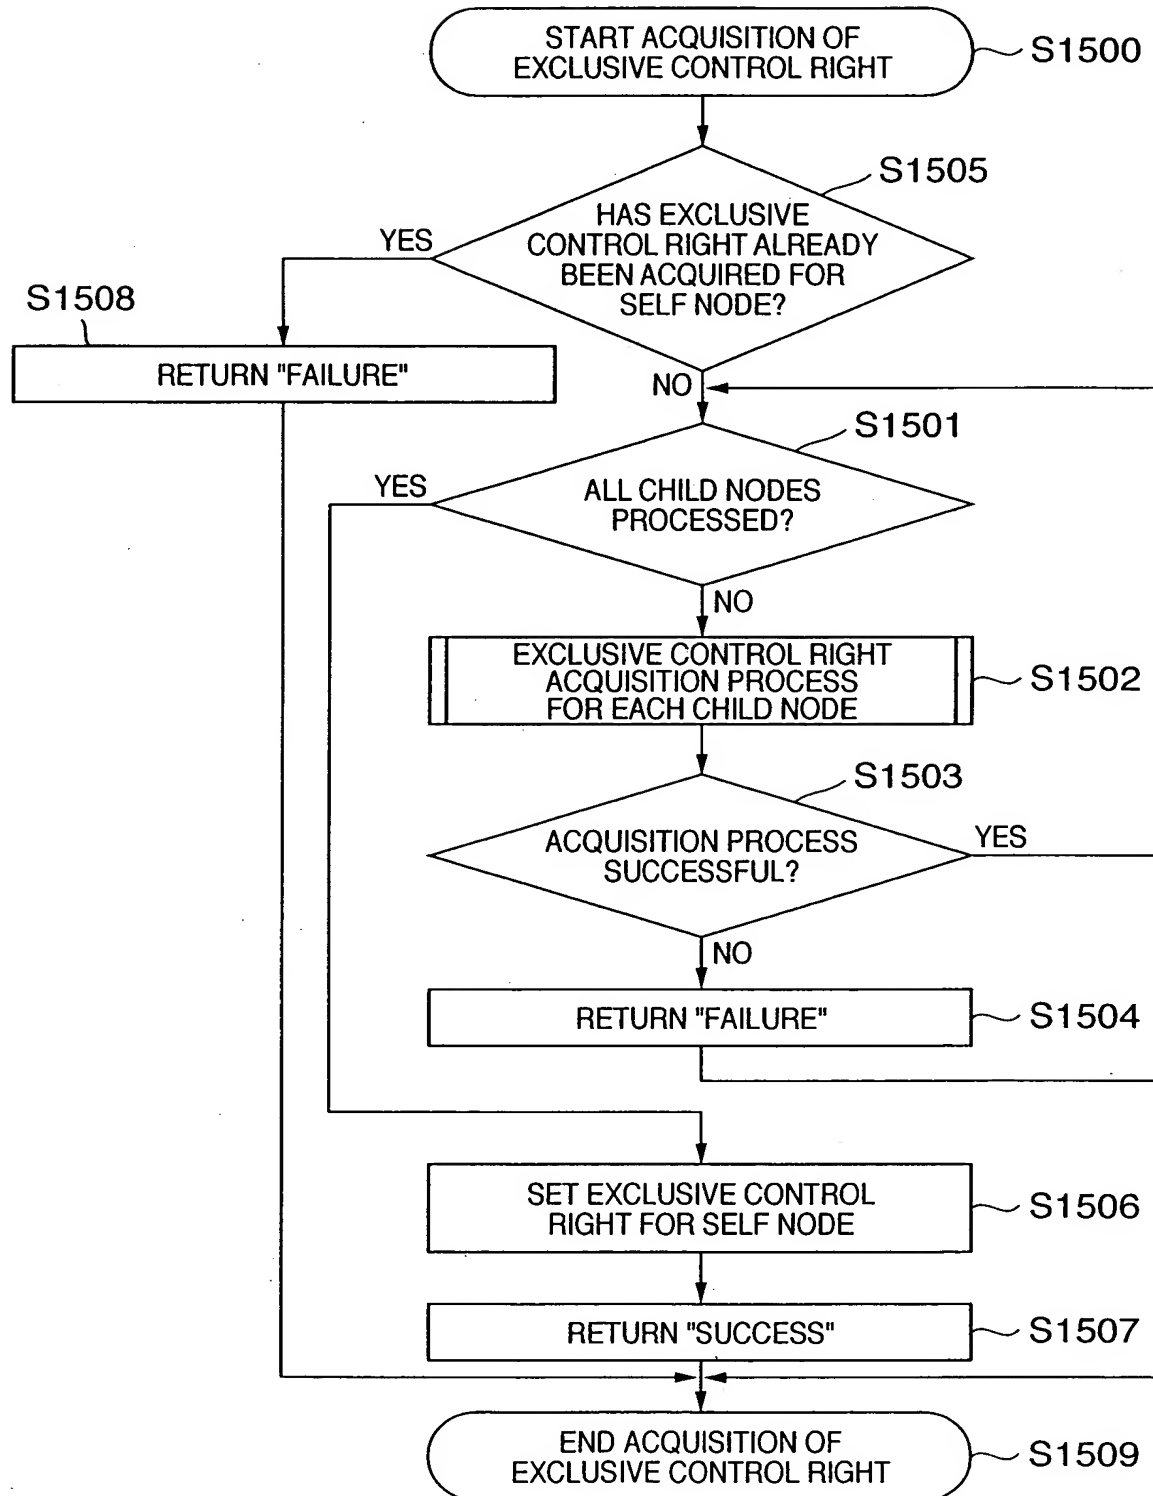 START ACQUISITION OF
EXCLUSIVE CONTROL RIGHT
S1500
S1505
HAS EXCLUSIVE
CONTROL RIGHT ALREADY
BEEN ACQUIRED FOR
SELF NODE?
YES
S1508
RETURN "FAILURE"
NO
S1501
YES
ALL CHILD NODES
PROCESSED?
NO
EXCLUSIVE CONTROL RIGHT
ACQUISITION PROCESS
FOR EACH CHILD NODE
S1502
S1503
ACQUISITION PROCESS
SUCCESSFUL?
YES
NO
RETURN "FAILURE"
S1504
SET EXCLUSIVE CONTROL
RIGHT FOR SELF NODE
S1506
RETURN "SUCCESS"
S1507
END ACQUISITION OF
EXCLUSIVE CONTROL RIGHT
S1509